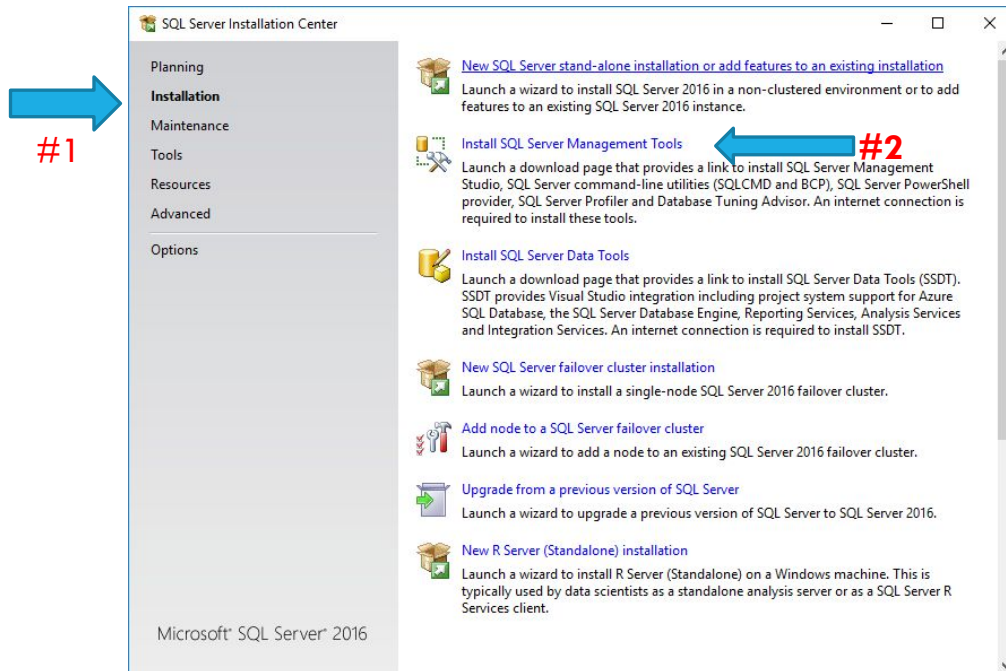 SQL Server Installation Center
Planning
Installation
Maintenance
Tools
Resources
Advanced
Options
Microsoft® SQL Server® 2016
#1
New SQL Server stand-alone installation or add features to an existing installation
Launch a wizard to install SQL Server 2016 in a non-clustered environment or to add
features to an existing SQL Server 2016 instance.
Install SQL Server Management Tools
#2
Launch a download page that provides a link to install SQL Server Management
Studio, SQL Server command-line utilities (SQLCMD and BCP), SQL Server PowerShell
provider, SQL Server Profiler and Database Tuning Advisor. An internet connection is
required to install these tools.
Install SQL Server Data Tools
Launch a download page that provides a link to install SQL Server Data Tools (SSDT).
SSDT provides Visual Studio integration including project system support for Azure
SQL Database, the SQL Server Database Engine, Reporting Services, Analysis Services
and Integration Services. An internet connection is required to install SSDT.
New SQL Server failover cluster installation
Launch a wizard to install a single-node SQL Server 2016 failover cluster.
Add node to a SQL Server failover cluster
Launch a wizard to add a node to an existing SQL Server 2016 failover cluster.
Upgrade from a previous version of SQL Server
Launch a wizard to upgrade a previous version of SQL Server to SQL Server 2016.
New R Server (Standalone) installation
Launch a wizard to install R Server (Standalone) on a Windows machine. This is
typically used by data scientists as a standalone analysis server or as a SQL Server R
Services client.